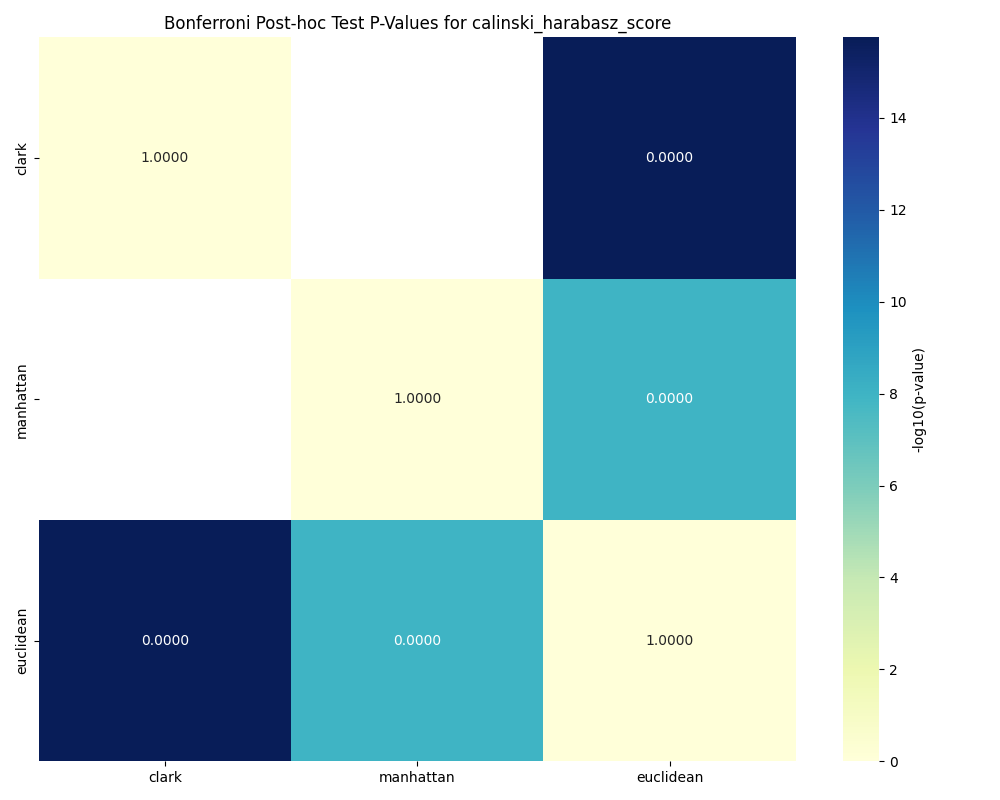 Bonferroni Post-hoc Test P-Values for calinski_harabasz_score
clark
manhattan
euclidean
1.0000
0.0000
1.0000
0.0000
0.0000
0.0000
1.0000
clark
manhattan
euclidean
14
12
10
8
6
4
2
0
-log10(p-value)